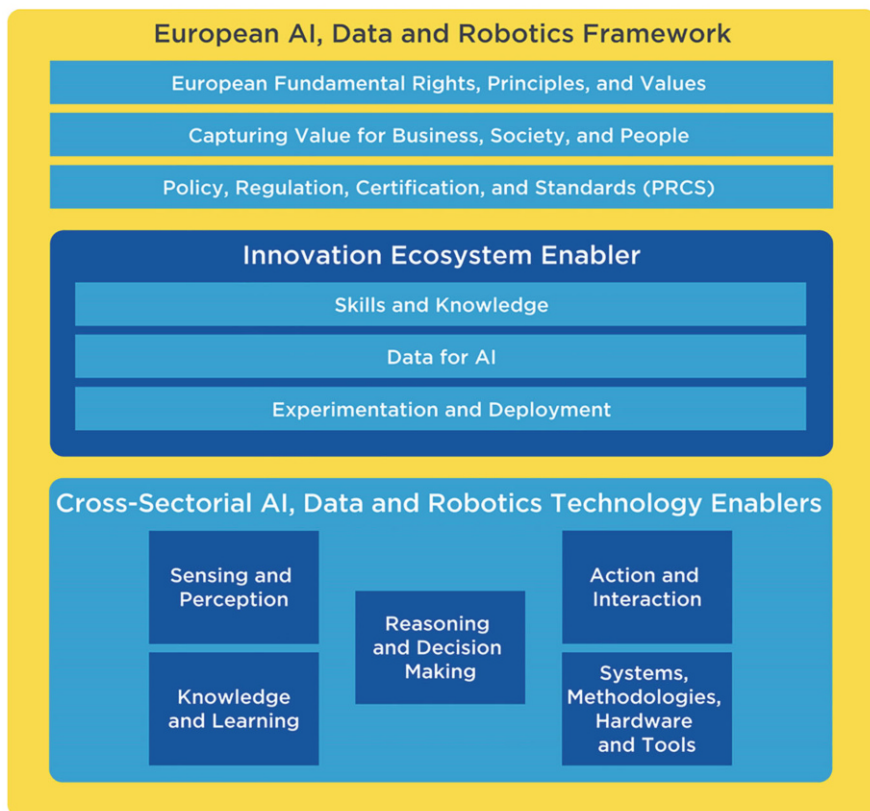 European AI, Data and Robotics Framework
European Fundamental Rights, Principles, and Values
Capturing Value for Business, Society, and People
Policy, Regulation, Certification, and Standards (PRCS)
Innovation Ecosystem Enabler
Skills and Knowledge
Data for AI
Experimentation and Deployment
Cross-Sectorial AI, Data and Robotics Technology Enablers
Sensing and
Perception
Knowledge
and Learning
Reasoning
and Decision
Making
Action and
Interaction
Systems,
Methodologies,
Hardware
and Tools